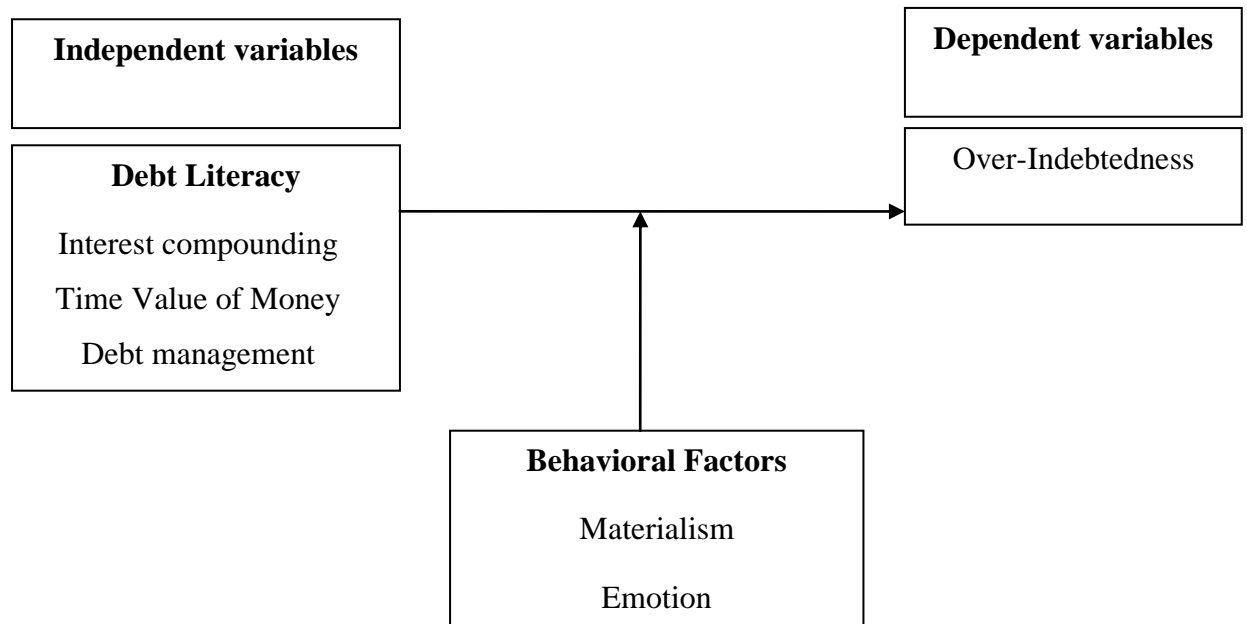 Independent variables
Dependent variables
Debt Literacy
Interest compounding
Time Value of Money
Debt management
Over-Indebtedness
Behavioral Factors
Materialism
Emotion